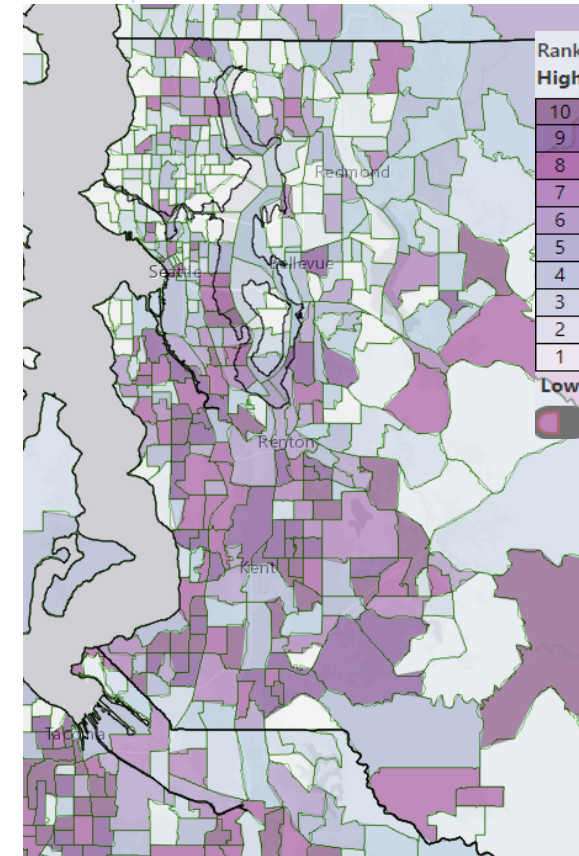 Rank
High
10
9
8
7
6
5
4
3
2
1
Low
Redmond
Bellevue
Seattle
Renton
Kent
Tacoma